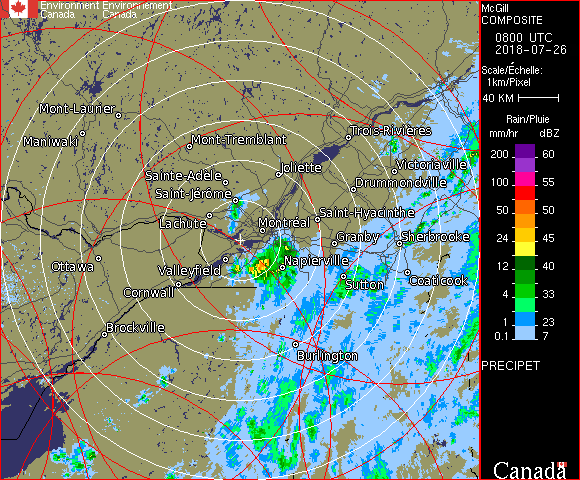 Environment Environnement
Canada Canada
McGill
COMPOSITE
0800 UTC
2018-07-26
Scale/Échelle:
1km/Pixel
40 KM
Rain/Pluie
mm/hr dBZ
200 60
100 55
50 50
24 45
12 40
4 33
1 23
0.1 7
PRECIPET
Canada
Mont-Laurier
Maniwaki
Mont-Tremblant
Trois-Rivières
Victoriaville
Sainte-Adèle
Joliette
Drummondville
Saint-Jérôme
Lachute
Montréal
Saint-Hyacinthe
Granby
Sherbrooke
Ottawa
Valleyfield
Napierville
Sutton
Coaticook
Cornwall
Brockville
Burlington